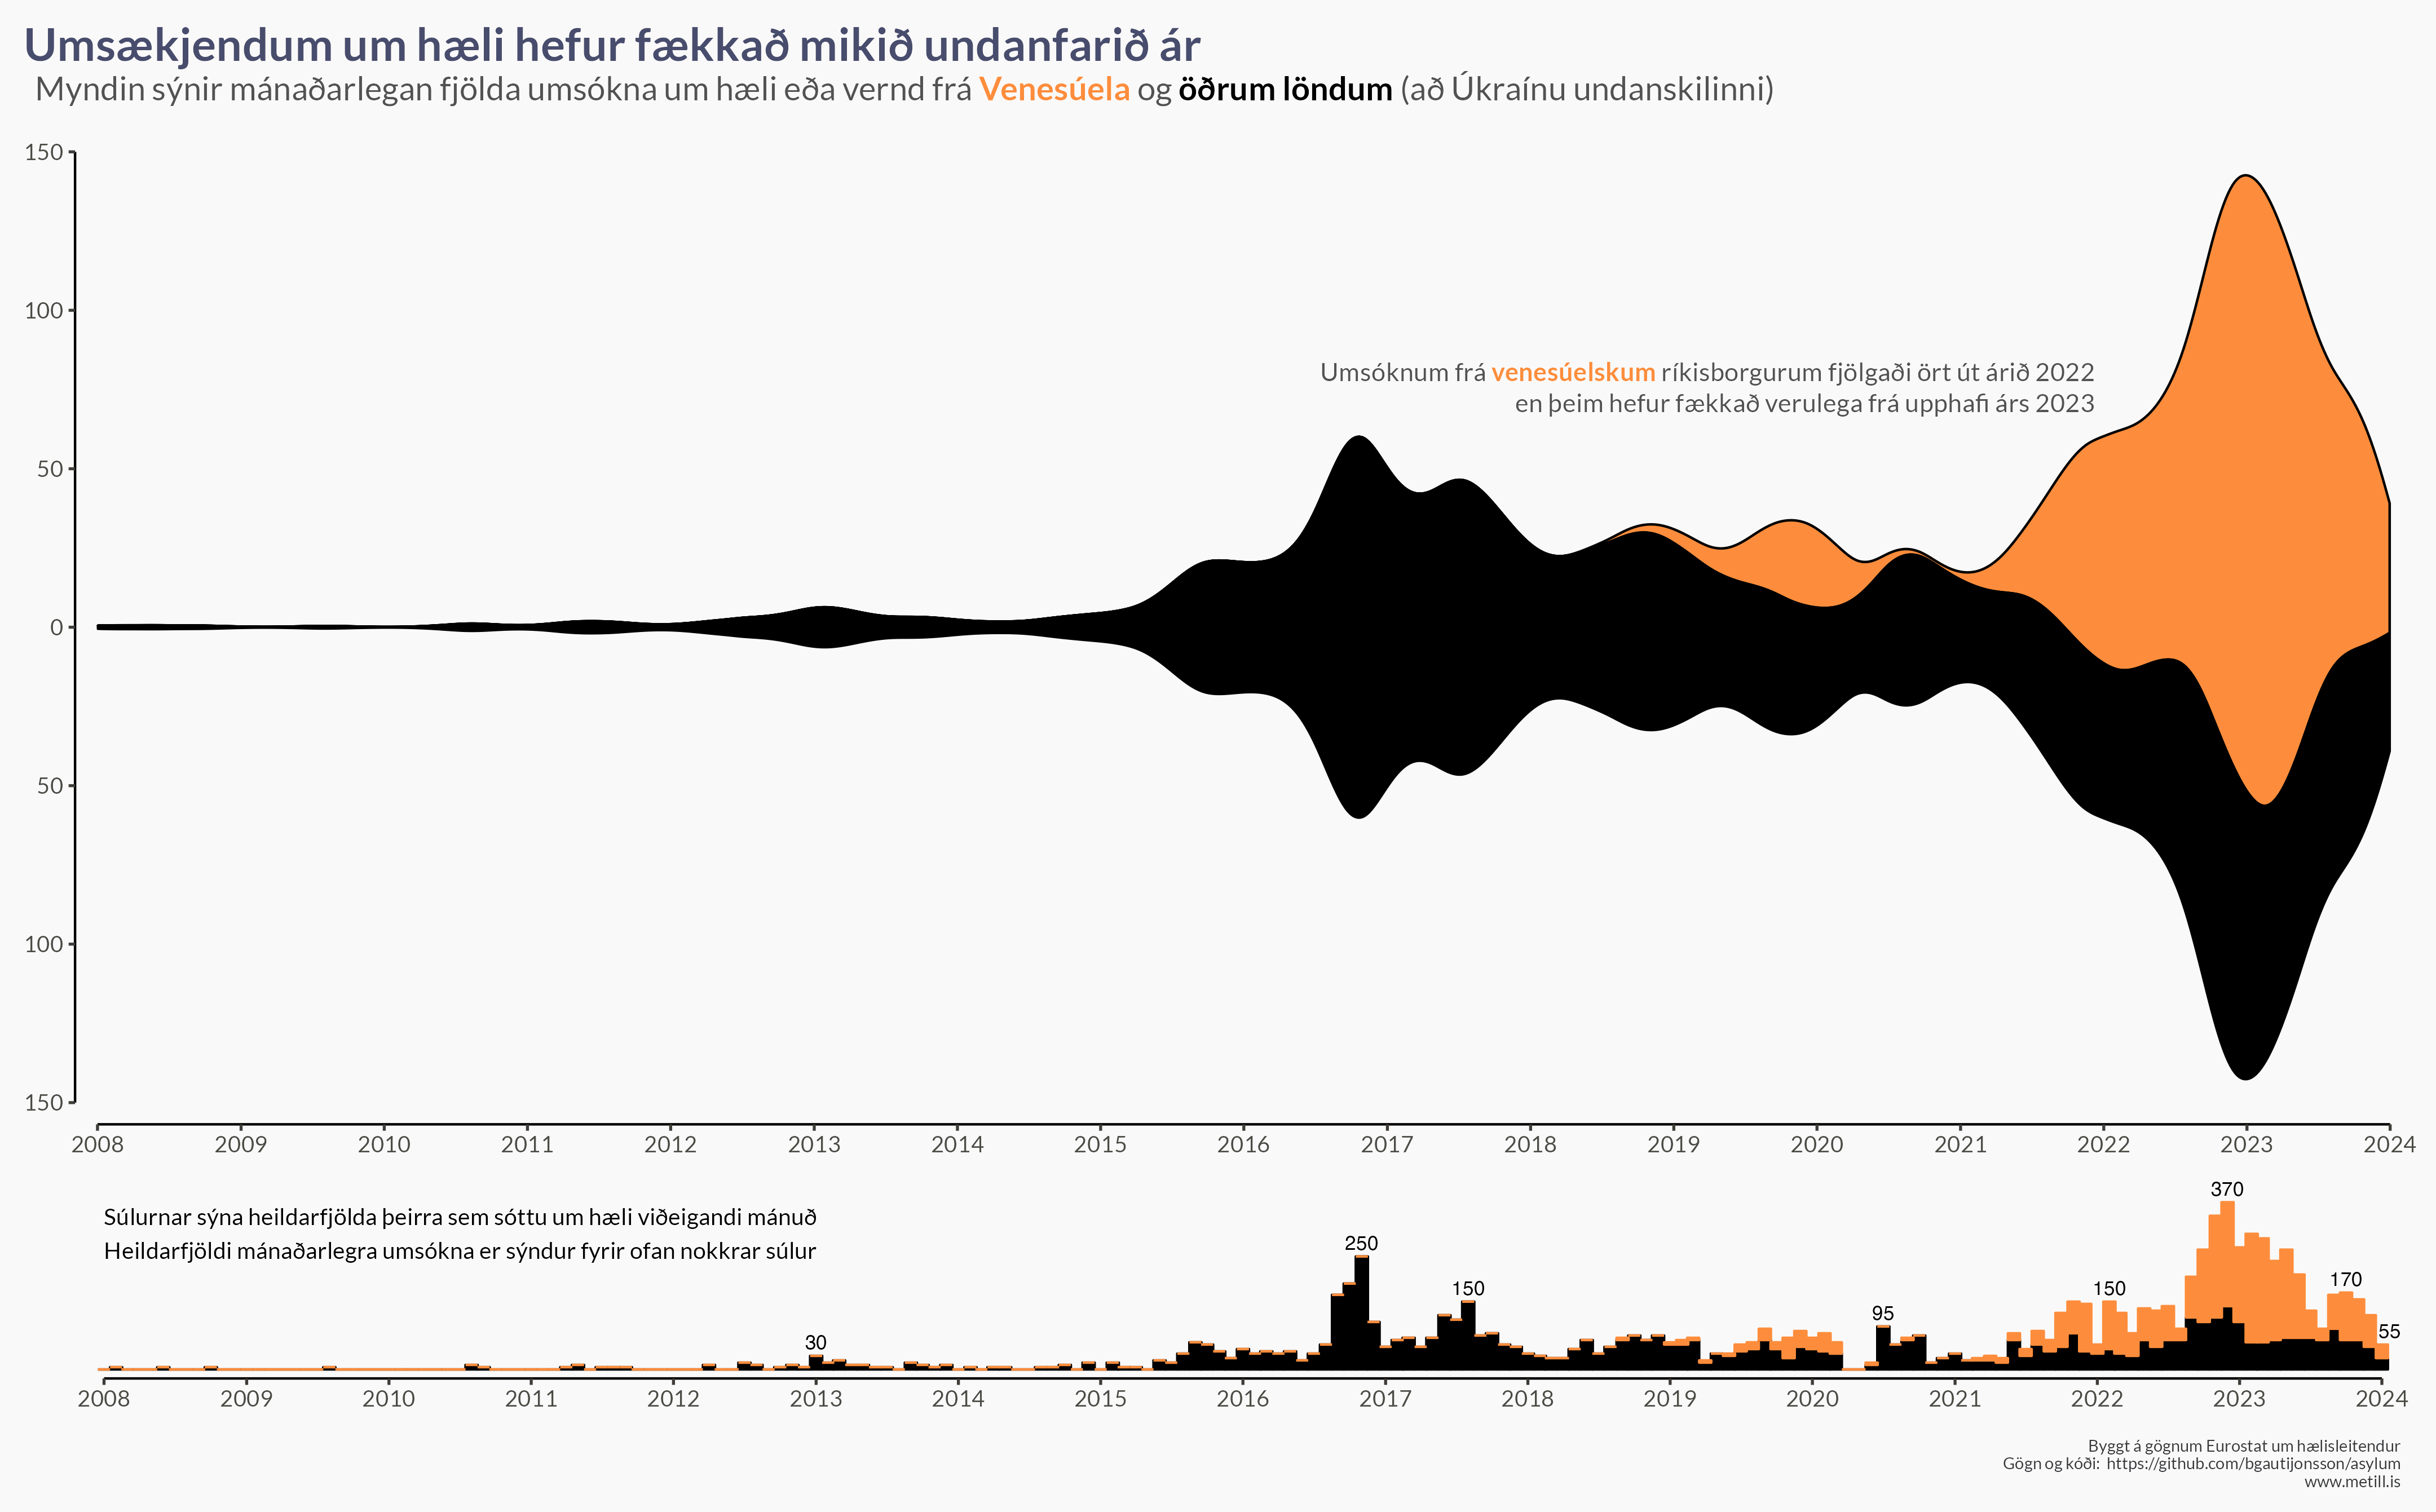 Umsækjendum um hæli hefur fækkað mikið undanfarið ár
Myndin sýnir mánaðarlegan fjölda umsókna um hæli eða vernd frá Venesúela og öðrum löndum (að Úkraínu undanskilinni)
150
100
50
0
50
100
150
Umsóknum frá venesúelskum ríkisborgurum fjölgaði ört út árið 2022
en þeim hefur fækkað verulega frá upphafi árs 2023
2008 2009 2010 2011 2012 2013 2014 2015 2016 2017 2018 2019 2020 2021 2022 2023 2024
Súlurnar sýna heildarfjölda þeirra sem sóttu um hæli viðeigandi mánuð
Heildarfjöldi mánaðarlegra umsókna er sýndur fyrir ofan nokkrar súlur
30 250 150 95 150 370 170 55
2008 2009 2010 2011 2012 2013 2014 2015 2016 2017 2018 2019 2020 2021 2022 2023 2024
Byggt á gögnum Eurostat um hælisleitendur
Gögn og kóði: https://github.com/bgautijonsson/asylum
www.metill.is